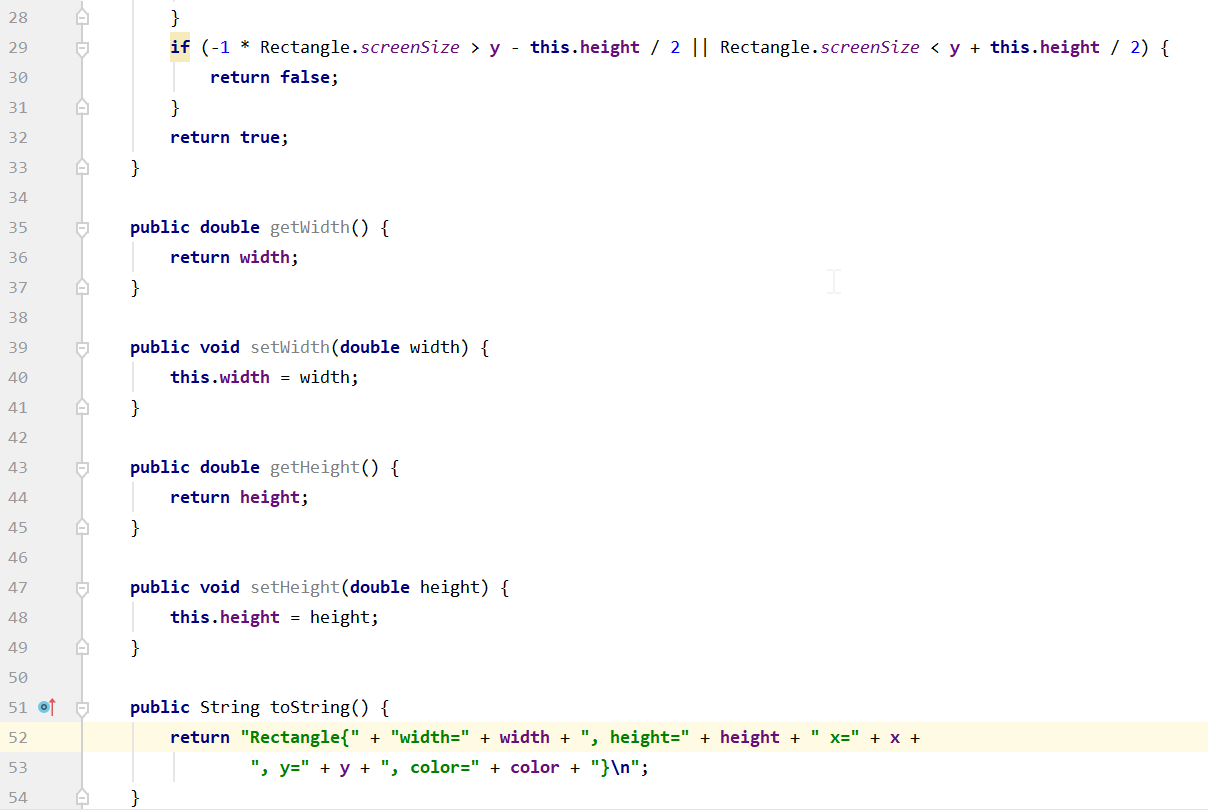 28         }
29         if (-1 * Rectangle.screenSize > y - this.height / 2 || Rectangle.screenSize < y + this.height / 2) {
30             return false;
31         }
32         return true;
33     }
34
35     public double getWidth() {
36         return width;
37     }
38
39     public void setWidth(double width) {
40         this.width = width;
41     }
42
43     public double getHeight() {
44         return height;
45     }
46
47     public void setHeight(double height) {
48         this.height = height;
49     }
50
51     public String toString() {
52         return "Rectangle{" + "width=" + width + ", height=" + height + " x=" + x +
53                 ", y=" + y + ", color=" + color + "}\n";
54     }